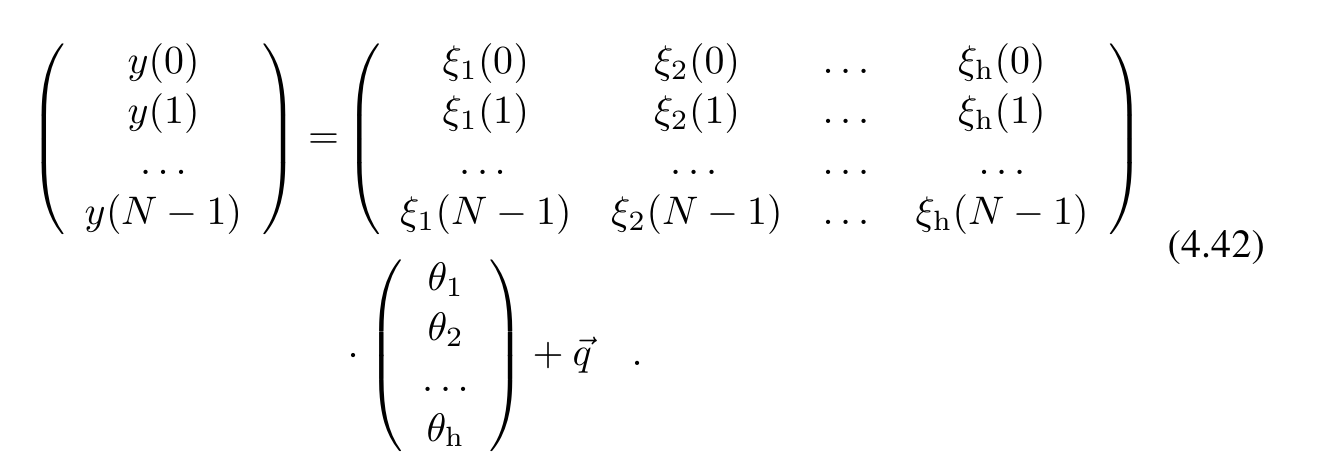 y(0)
y(1)
...
y(N − 1)
=
ξ₁(0) ξ₂(0) ... ξₕ(0)
ξ₁(1) ξ₂(1) ... ξₕ(1)
... ... ... ...
ξ₁(N − 1) ξ₂(N − 1) ... ξₕ(N − 1)
(4.42)
·
θ₁
θ₂
...
θₕ
+ q⃗ .